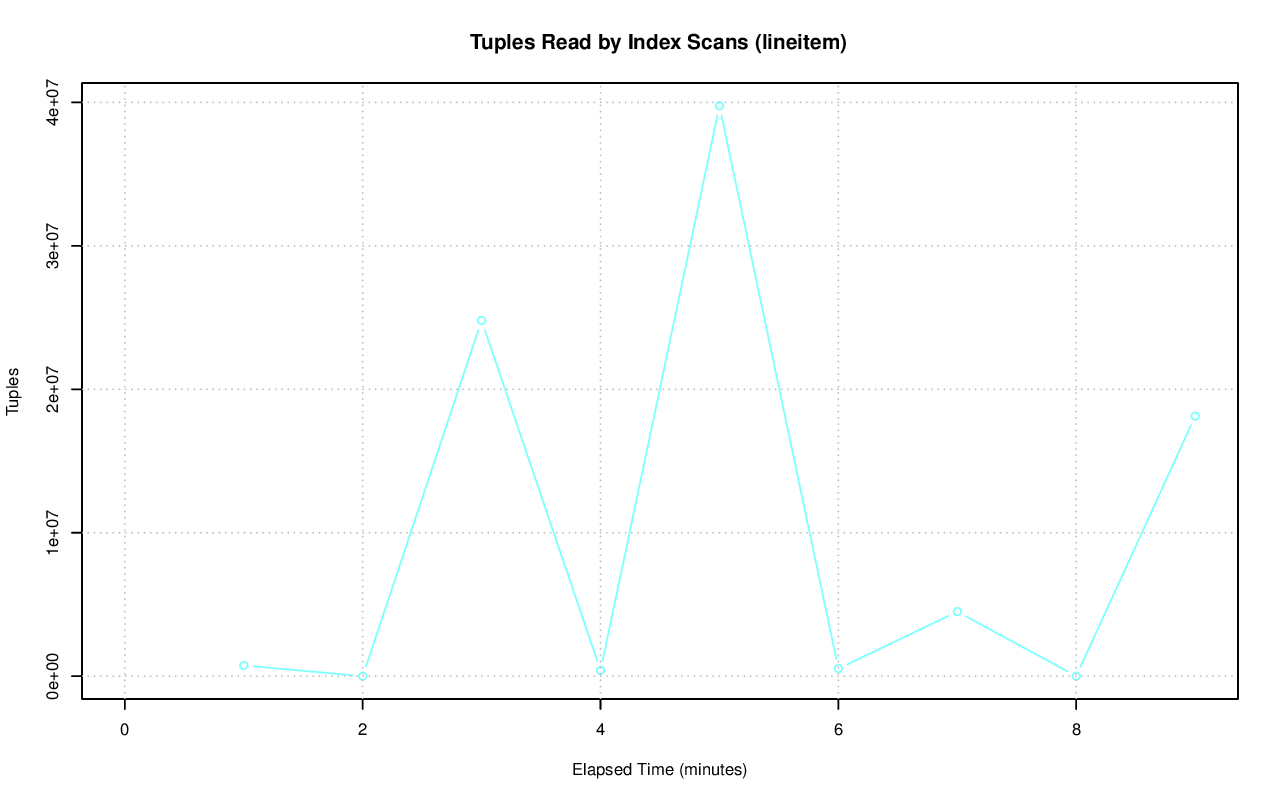 Tuples Read by Index Scans (lineitem)
4e+07
3e+07
2e+07
1e+07
0e+00
Tuples
0 2 4 6 8
Elapsed Time (minutes)